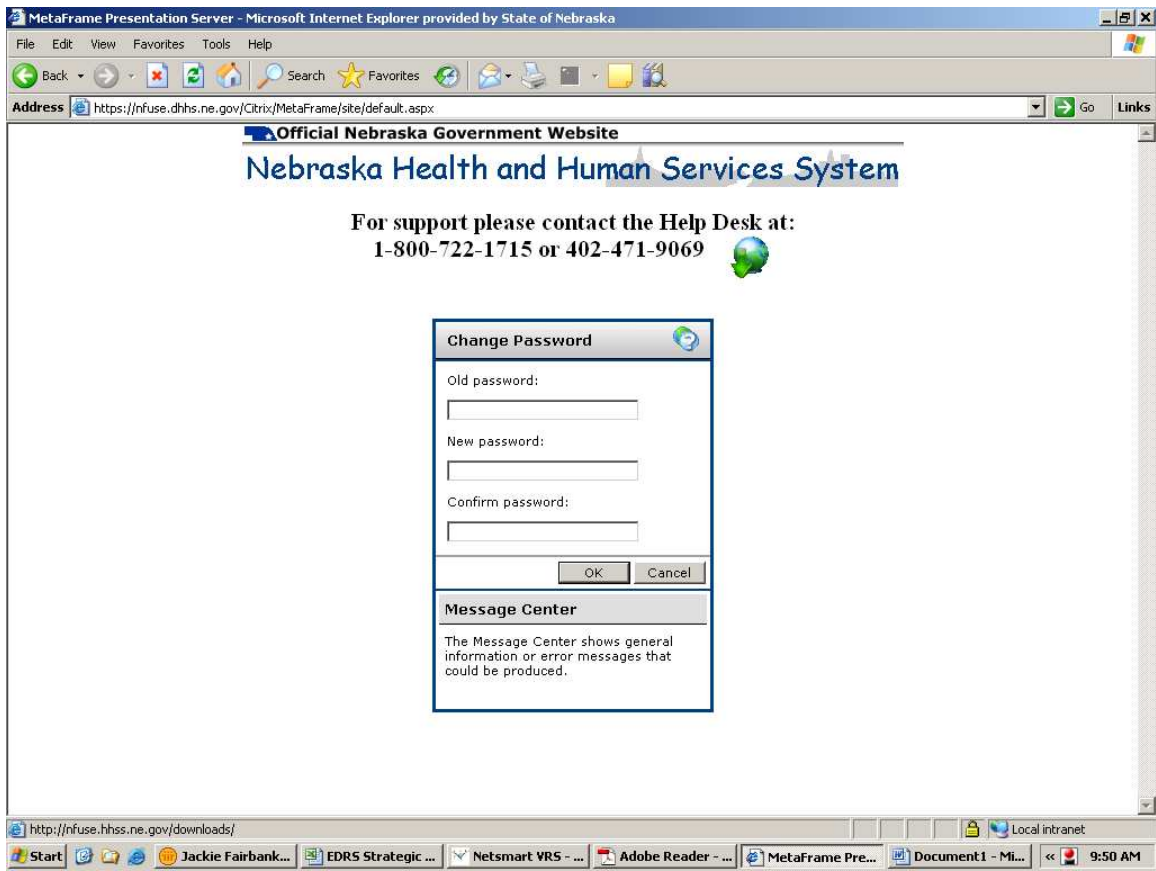 MetaFrame Presentation Server - Microsoft Internet Explorer provided by State of Nebraska
File Edit View Favorites Tools Help
Back Search Favorites
Address https://nfuse.dhhs.ne.gov/Citrix/MetaFrame/site/default.aspx Go Links
Official Nebraska Government Website
Nebraska Health and Human Services System
For support please contact the Help Desk at:
1-800-722-1715 or 402-471-9069
Change Password
Old password:
New password:
Confirm password:
OK Cancel
Message Center
The Message Center shows general
information or error messages that
could be produced.
http://nfuse.hhss.ne.gov/downloads/ Local intranet
Start Jackie Fairbank... EDRS Strategic ... Netsmart VRS - ... Adobe Reader - ... MetaFrame Pre... Document1 - Mi... « 9:50 AM